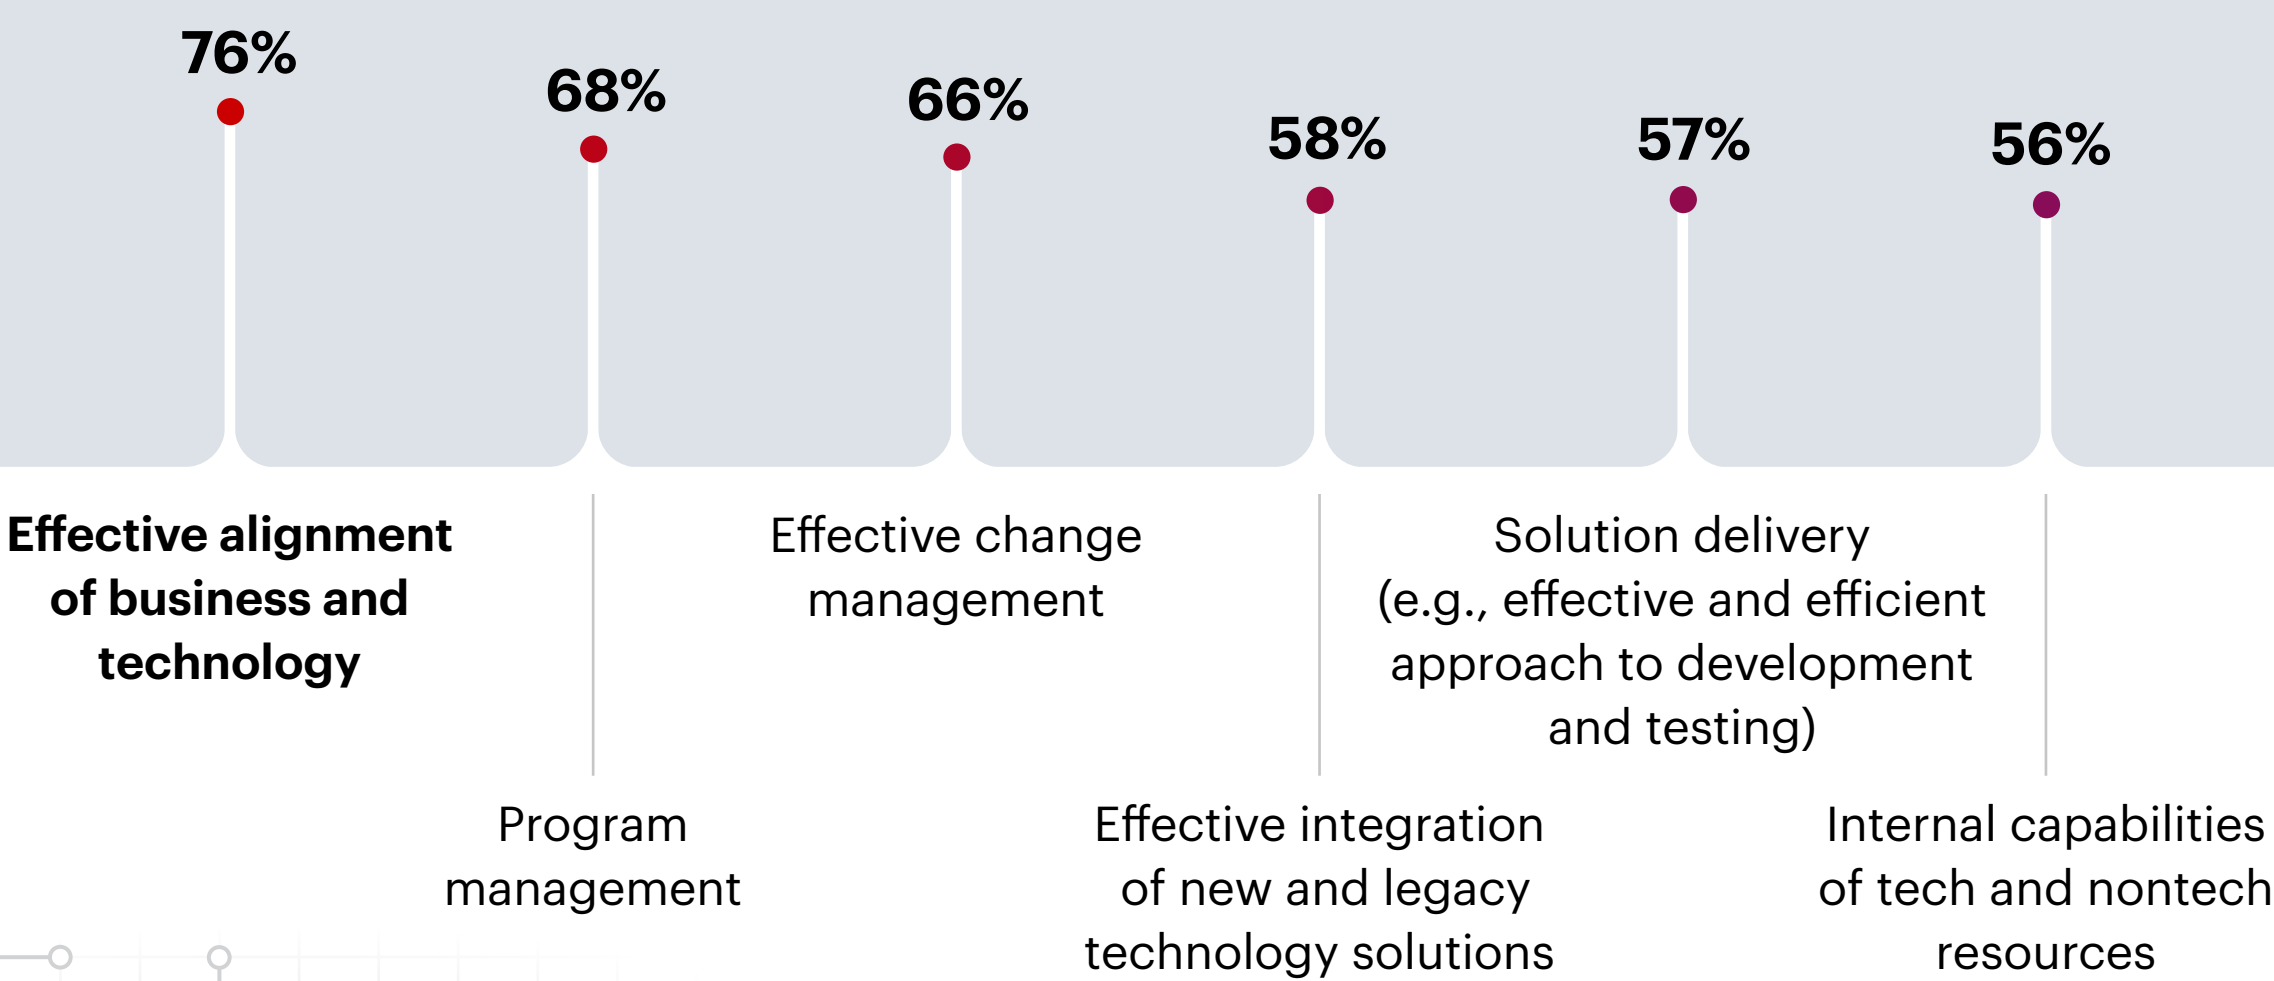 76%
68%
66%
58%
57%
56%
Effective alignment
of business and
technology
Program
management
Effective change
management
Effective integration
of new and legacy
technology solutions
Solution delivery
(e.g., effective and efficient
approach to development
and testing)
Internal capabilities
of tech and nontech
resources